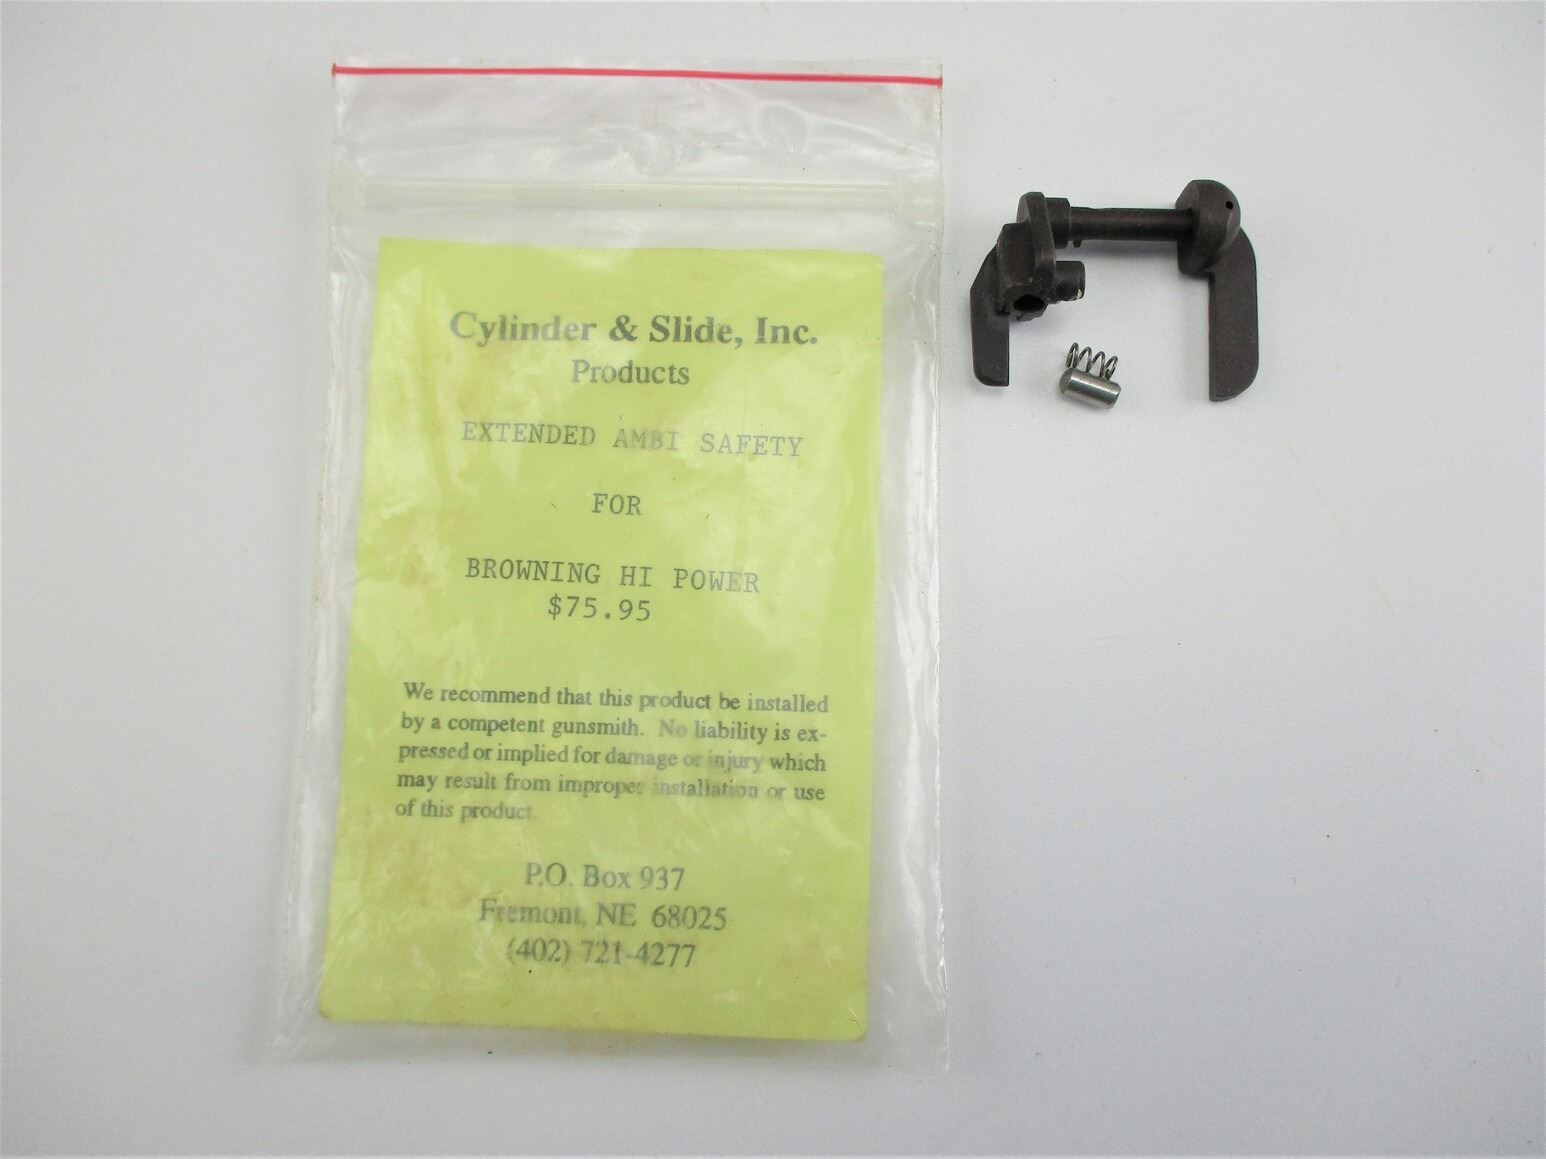 Cylinder & Slide, Inc.
Products
EXTENDED AMBI SAFETY
FOR
BROWNING HI POWER
$75.95
We recommend that this product be installed
by a competent gunsmith. No liability is ex-
pressed or implied for damage or injury which
may result from improper installation or use
of this product.
P.O. Box 937
Fremont, NE 68025
(402) 721-4277